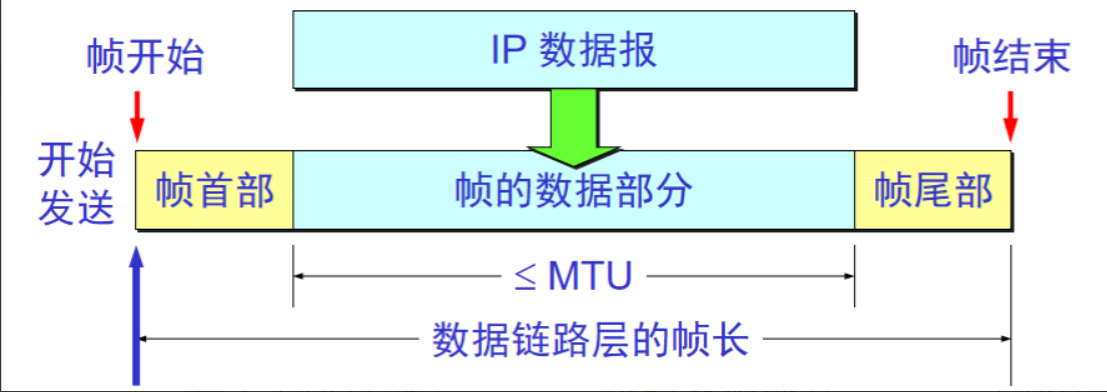 IP 数据报
帧开始
帧结束
开始
发送
帧首部
帧的数据部分
帧尾部
≤ MTU
数据链路层的帧长